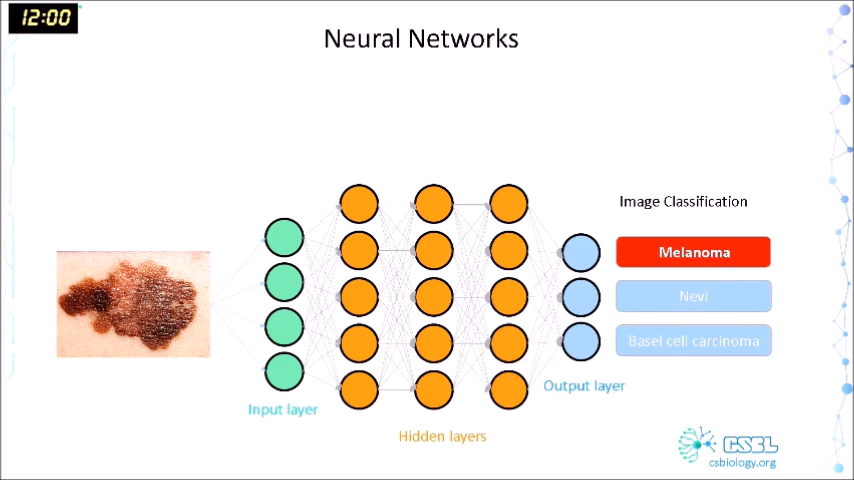 12:00
Neural Networks
Image Classification
Melanoma
Nevi
Basel cell carcinoma
Output layer
Input layer
Hidden layers
CSBL
csbiology.org